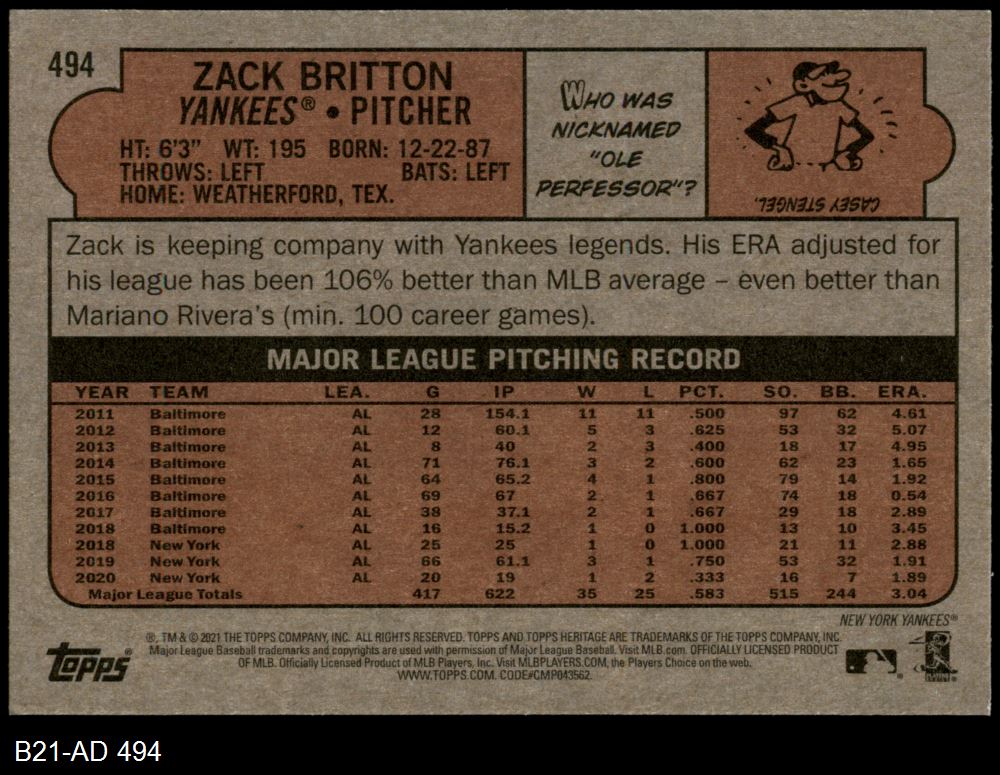 494
ZACK BRITTON
YANKEES® • PITCHER
HT: 6'3" WT: 195 BORN: 12-22-87
THROWS: LEFT BATS: LEFT
HOME: WEATHERFORD, TEX.
WHO WAS
NICKNAMED
"OLE
PERFESSOR"?
CASEY STENGEL.
Zack is keeping company with Yankees legends. His ERA adjusted for
his league has been 106% better than MLB average – even better than
Mariano Rivera's (min. 100 career games).
MAJOR LEAGUE PITCHING RECORD
YEAR TEAM LEA. G IP W L PCT. SO. BB. ERA.
2011 Baltimore AL 28 154.1 11 11 .500 97 62 4.61
2012 Baltimore AL 12 60.1 5 3 .625 53 32 5.07
2013 Baltimore AL 8 40 2 3 .400 18 17 4.95
2014 Baltimore AL 71 76.1 3 2 .600 62 23 1.65
2015 Baltimore AL 64 65.2 4 1 .800 79 14 1.92
2016 Baltimore AL 69 67 2 1 .667 74 18 0.54
2017 Baltimore AL 38 37.1 2 1 .667 29 18 2.89
2018 Baltimore AL 16 15.2 1 0 1.000 13 10 3.45
2018 New York AL 25 25 1 0 1.000 21 11 2.88
2019 New York AL 66 61.1 3 1 .750 53 32 1.91
2020 New York AL 20 19 1 2 .333 16 7 1.89
Major League Totals 417 622 35 25 .583 515 244 3.04
NEW YORK YANKEES®
®, TM & © 2021 THE TOPPS COMPANY, INC. ALL RIGHTS RESERVED. TOPPS AND TOPPS HERITAGE ARE TRADEMARKS OF THE TOPPS COMPANY, INC.
Major League Baseball trademarks and copyrights are used with permission of Major League Baseball. Visit MLB.com. OFFICIALLY LICENSED PRODUCT
OF MLB. Officially Licensed Product of MLB Players, Inc. Visit MLBPLAYERS.COM, the Players Choice on the web.
WWW.TOPPS.COM. CODE#CMP043562.
topps®
B21-AD 494